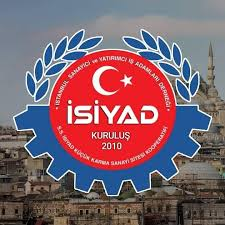 * İSTANBUL SANAYİCİ ve YATIRIMCI İŞ ADAMLARI DERNEĞİ *
İSİYAD
KURULUŞ
2010
S.S. İSİYAD KÜÇÜK KARMA SANAYİ SİTESİ KOOPERATİFİ